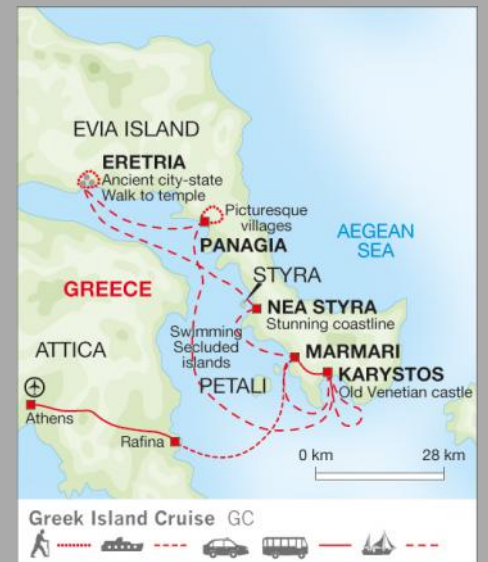 EVIA ISLAND
ERETRIA
Ancient city-state
Walk to temple
Picturesque
villages
PANAGIA
AEGEAN
SEA
STYRA
GREECE
NEA STYRA
Stunning coastline
Swimming
Secluded
islands
ATTICA
MARMARI
PETALI
KARYSTOS
Old Venetian castle
Athens
Rafina
0 km
28 km
Greek Island Cruise GC